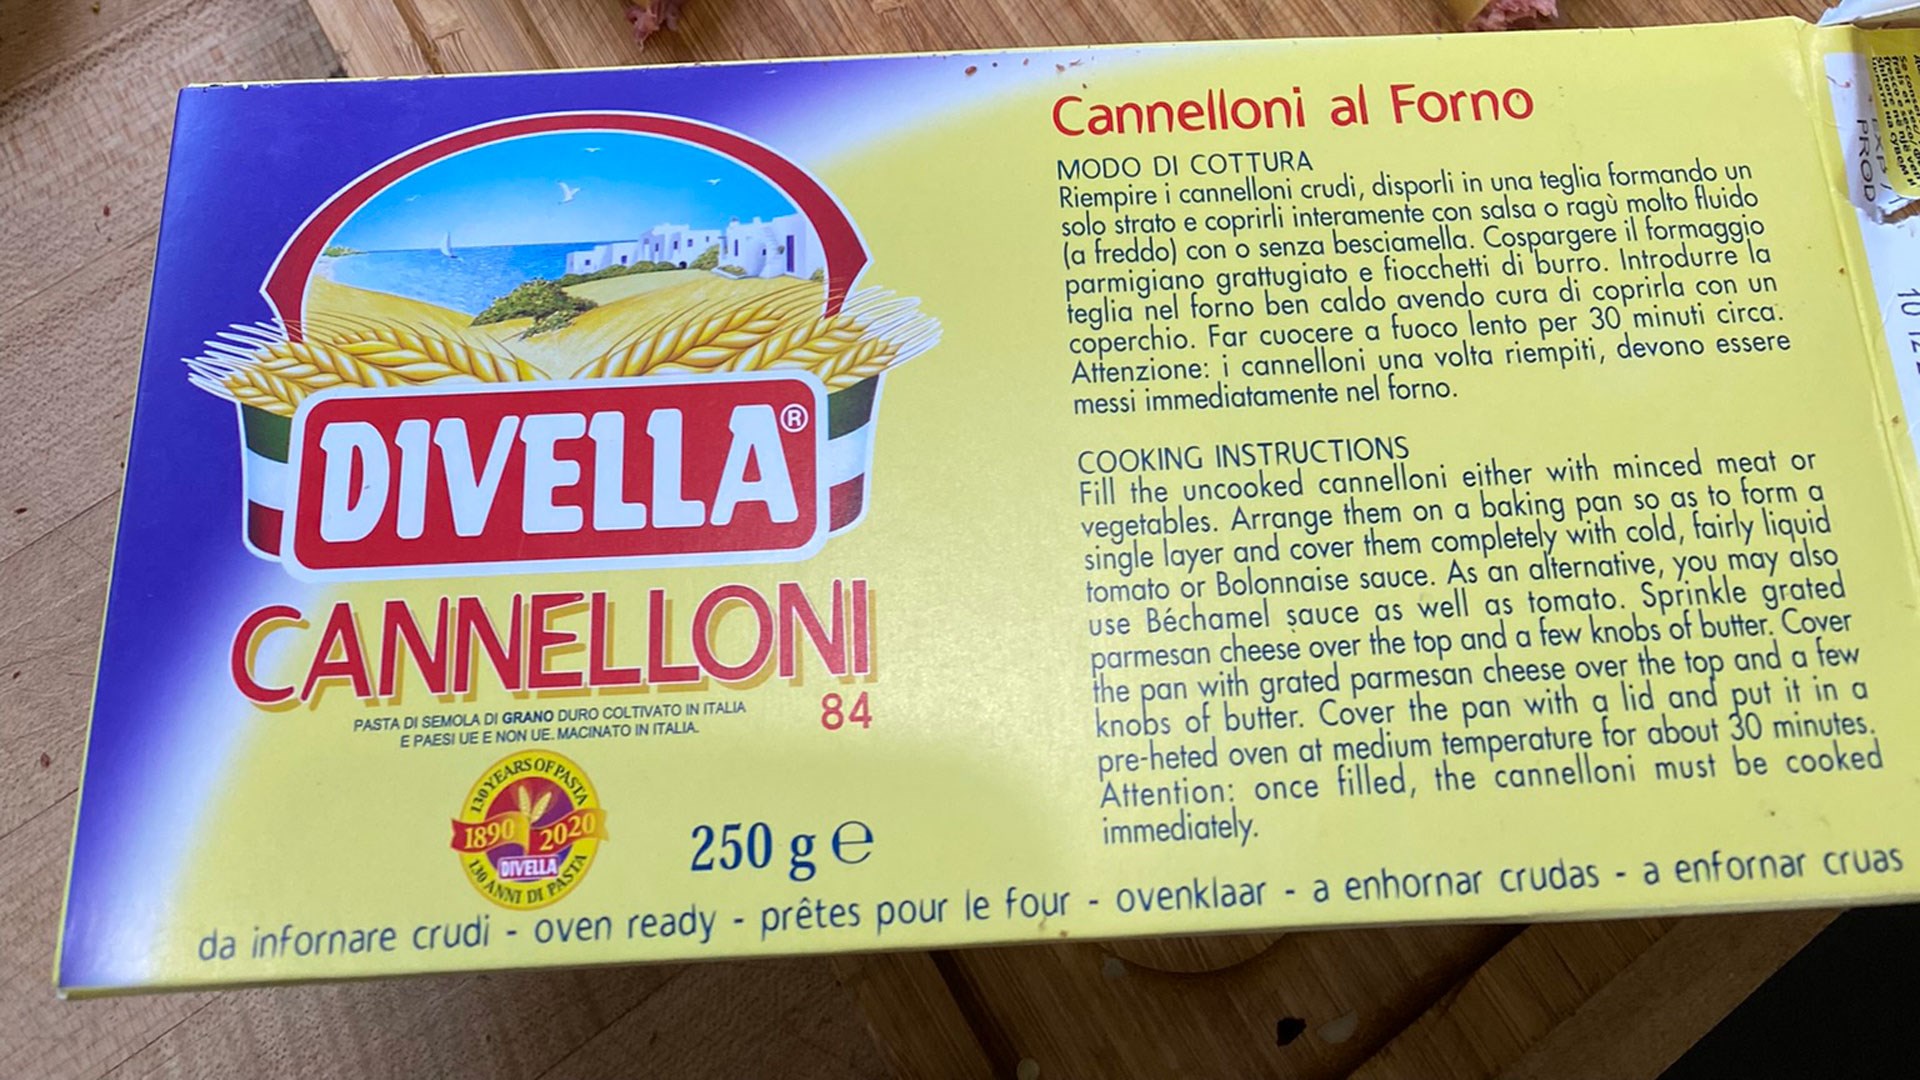 DIVELLA®
CANNELLONI
84
PASTA DI SEMOLA DI GRANO DURO COLTIVATO IN ITALIA
E PAESI UE E NON UE. MACINATO IN ITALIA.
130 YEARS OF PASTA
1890 2020
DIVELLA
130 ANNI DI PASTA
250 g e
Cannelloni al Forno
MODO DI COTTURA
Riempire i cannelloni crudi, disporli in una teglia formando un
solo strato e coprirli interamente con salsa o ragù molto fluido
(a freddo) con o senza besciamella. Cospargere il formaggio
parmigiano grattugiato e fiocchetti di burro. Introdurre la
teglia nel forno ben caldo avendo cura di coprirla con un
coperchio. Far cuocere a fuoco lento per 30 minuti circa.
Attenzione: i cannelloni una volta riempiti, devono essere
messi immediatamente nel forno.
COOKING INSTRUCTIONS
Fill the uncooked cannelloni either with minced meat or
vegetables. Arrange them on a baking pan so as to form a
single layer and cover them completely with cold, fairly liquid
tomato or Bolonnaise sauce. As an alternative, you may also
use Béchamel sauce as well as tomato. Sprinkle grated
parmesan cheese over the top and a few knobs of butter. Cover
the pan with grated parmesan cheese over the top and a few
knobs of butter. Cover the pan with a lid and put it in a
pre-heted oven at medium temperature for about 30 minutes.
Attention: once filled, the cannelloni must be cooked
immediately.
da infornare crudi - oven ready - prêtes pour le four - ovenklaar - a enhornar crudas - a enfornar cruas
EXP
PROD
10 12